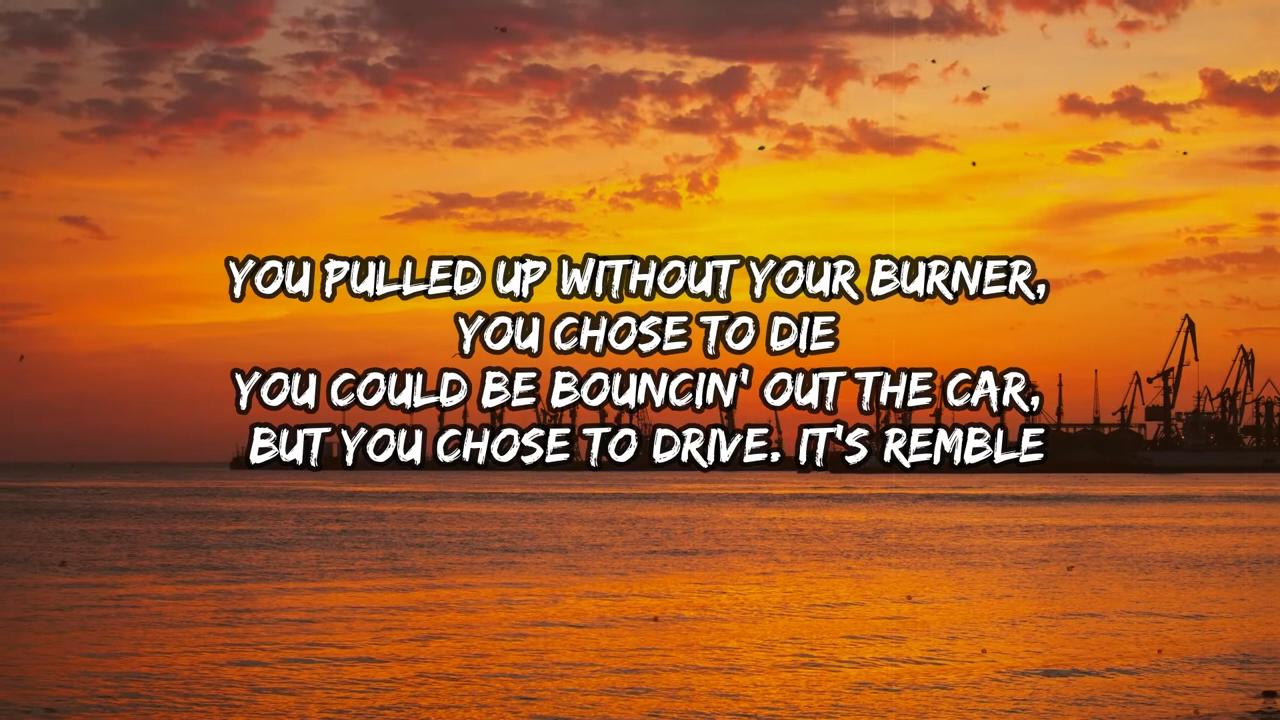 YOU PULLED UP WITHOUT YOUR BURNER,
YOU CHOSE TO DIE
YOU COULD BE BOUNCIN' OUT THE CAR,
BUT YOU CHOSE TO DRIVE. IT'S REMBLE